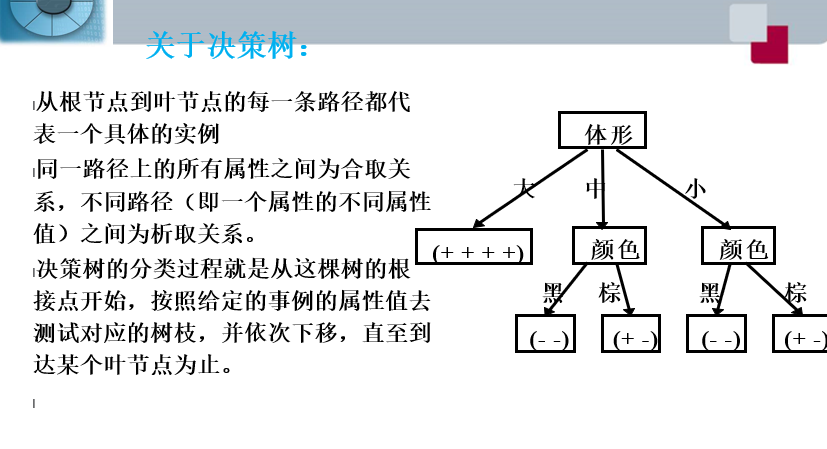 关于决策树：
从根节点到叶节点的每一条路径都代
表一个具体的实例
同一路径上的所有属性之间为合取关
系，不同路径（即一个属性的不同属性
值）之间为析取关系。
决策树的分类过程就是从这棵树的根
接点开始，按照给定的事例的属性值去
测试对应的树枝，并依次下移，直至到
达某个叶节点为止。
体形
大 中 小
(+ + + +) 颜色 颜色
黑 棕 黑 棕
(- -) (+ -) (- -) (+ -)